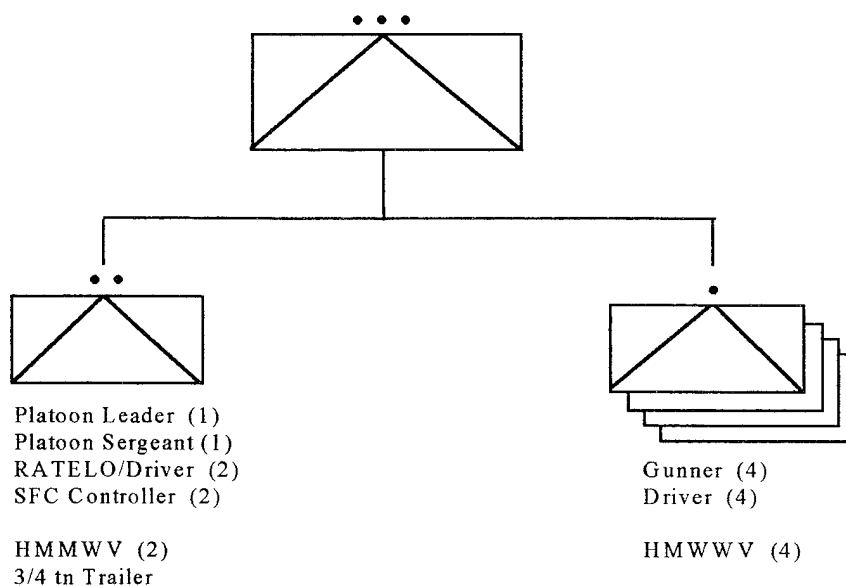 Platoon Leader (1)
Platoon Sergeant (1)
RATELO/Driver (2)
SFC Controller (2)
HMMWV (2)
3/4 tn Trailer
Gunner (4)
Driver (4)
HMWWV (4)